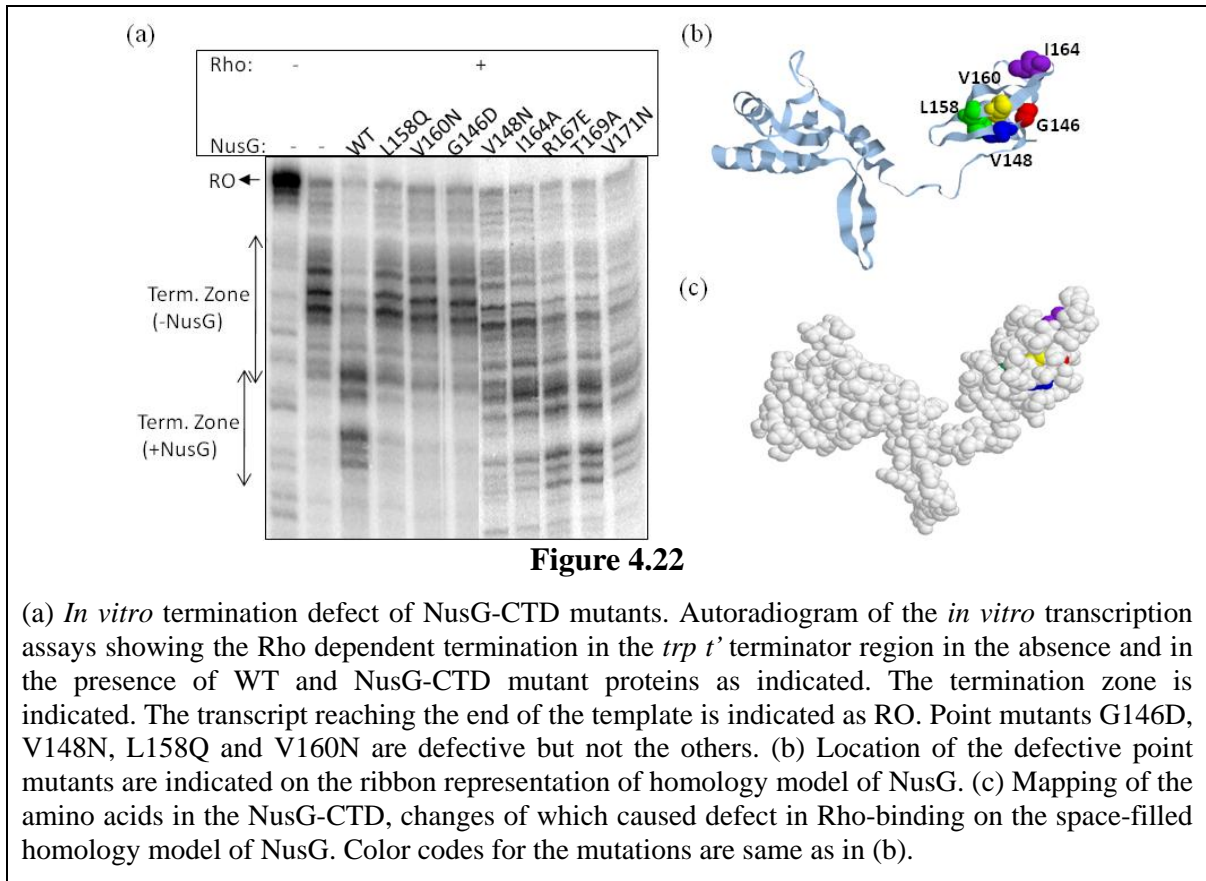 (a)
Rho: - +
NusG: - - WT L158Q V160N G146D V148N I164A R167E T169A V171N
RO
Term. Zone
(-NusG)
Term. Zone
(+NusG)
(b)
I164
V160
L158
G146
V148
(c)
Figure 4.22
(a) In vitro termination defect of NusG-CTD mutants. Autoradiogram of the in vitro transcription
assays showing the Rho dependent termination in the trp t’ terminator region in the absence and in
the presence of WT and NusG-CTD mutant proteins as indicated. The termination zone is
indicated. The transcript reaching the end of the template is indicated as RO. Point mutants G146D,
V148N, L158Q and V160N are defective but not the others. (b) Location of the defective point
mutants are indicated on the ribbon representation of homology model of NusG. (c) Mapping of the
amino acids in the NusG-CTD, changes of which caused defect in Rho-binding on the space-filled
homology model of NusG. Color codes for the mutations are same as in (b).